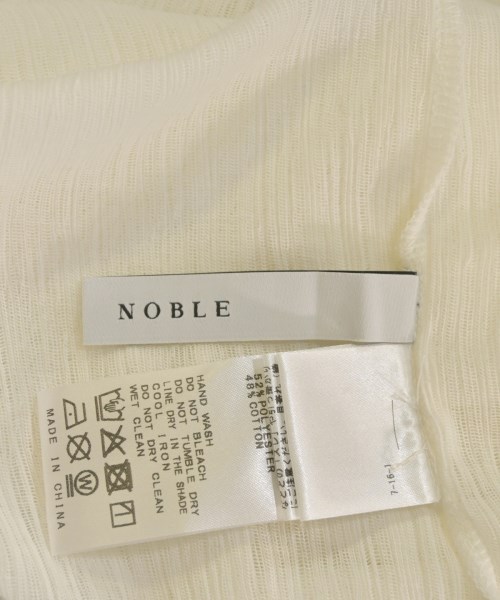 NOBLE
52% POLYESTER
48% COTTON
HAND WASH
DO NOT BLEACH
DO NOT TUMBLE DRY
LINE DRY IN THE SHADE
COOL IRON
DO NOT DRY CLEAN
WET CLEAN
W
MADE IN CHINA